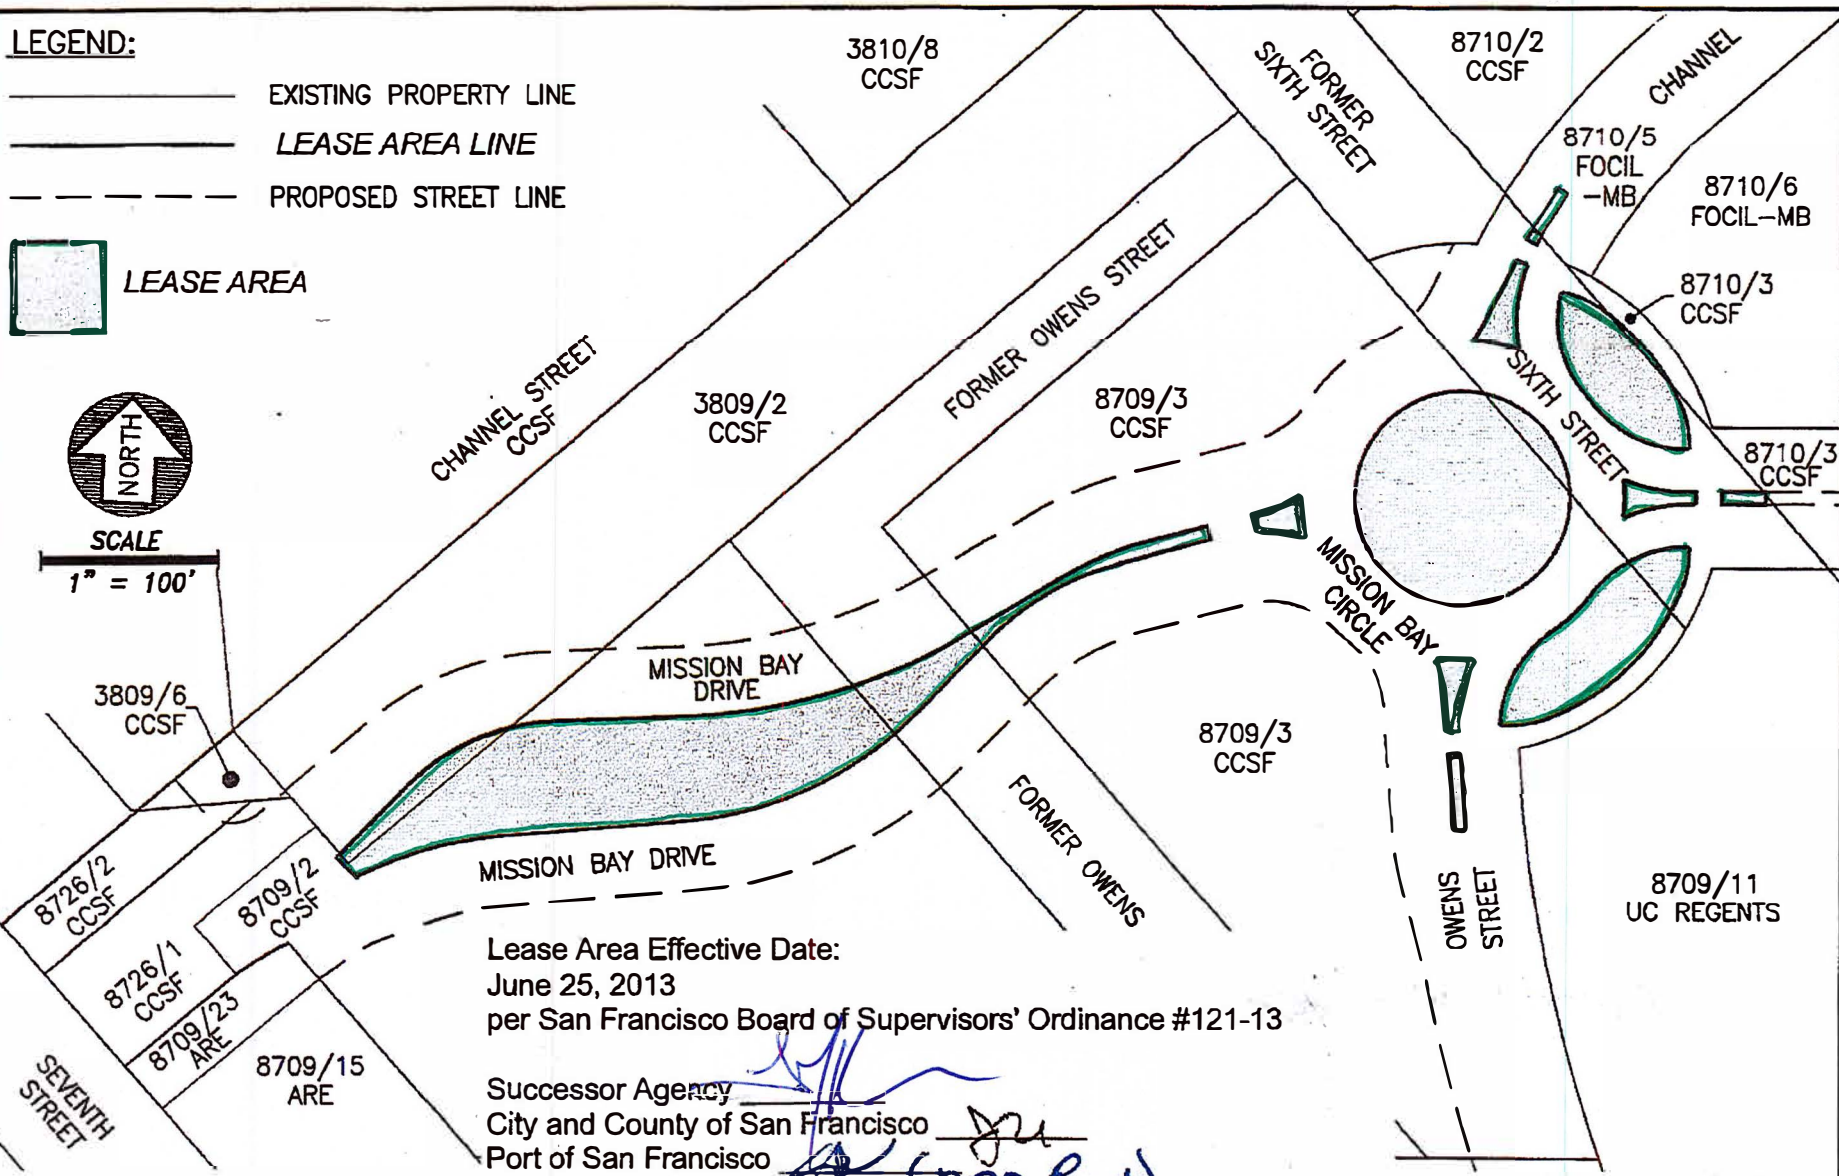 LEGEND:
EXISTING PROPERTY LINE
LEASE AREA LINE
PROPOSED STREET LINE
LEASE AREA
NORTH
SCALE
1" = 100'
3810/8
CCSF
FORMER
SIXTH STREET
8710/2
CCSF
CHANNEL
8710/5
FOCIL
-MB
8710/6
FOCIL-MB
8710/3
CCSF
CHANNEL STREET
CCSF
3809/2
CCSF
FORMER OWENS STREET
8709/3
CCSF
SIXTH STREET
8710/3
CCSF
MISSION BAY
CIRCLE
MISSION BAY
DRIVE
3809/6
CCSF
8709/3
CCSF
MISSION BAY DRIVE
FORMER OWENS
OWENS
STREET
8709/11
UC REGENTS
8726/2
CCSF
8709/2
CCSF
8726/1
CCSF
8709/23
ARE
8709/15
ARE
SEVENTH
STREET
Lease Area Effective Date:
June 25, 2013
per San Francisco Board of Supervisors' Ordinance #121-13
Successor Agency
City and County of San Francisco
Port of San Francisco